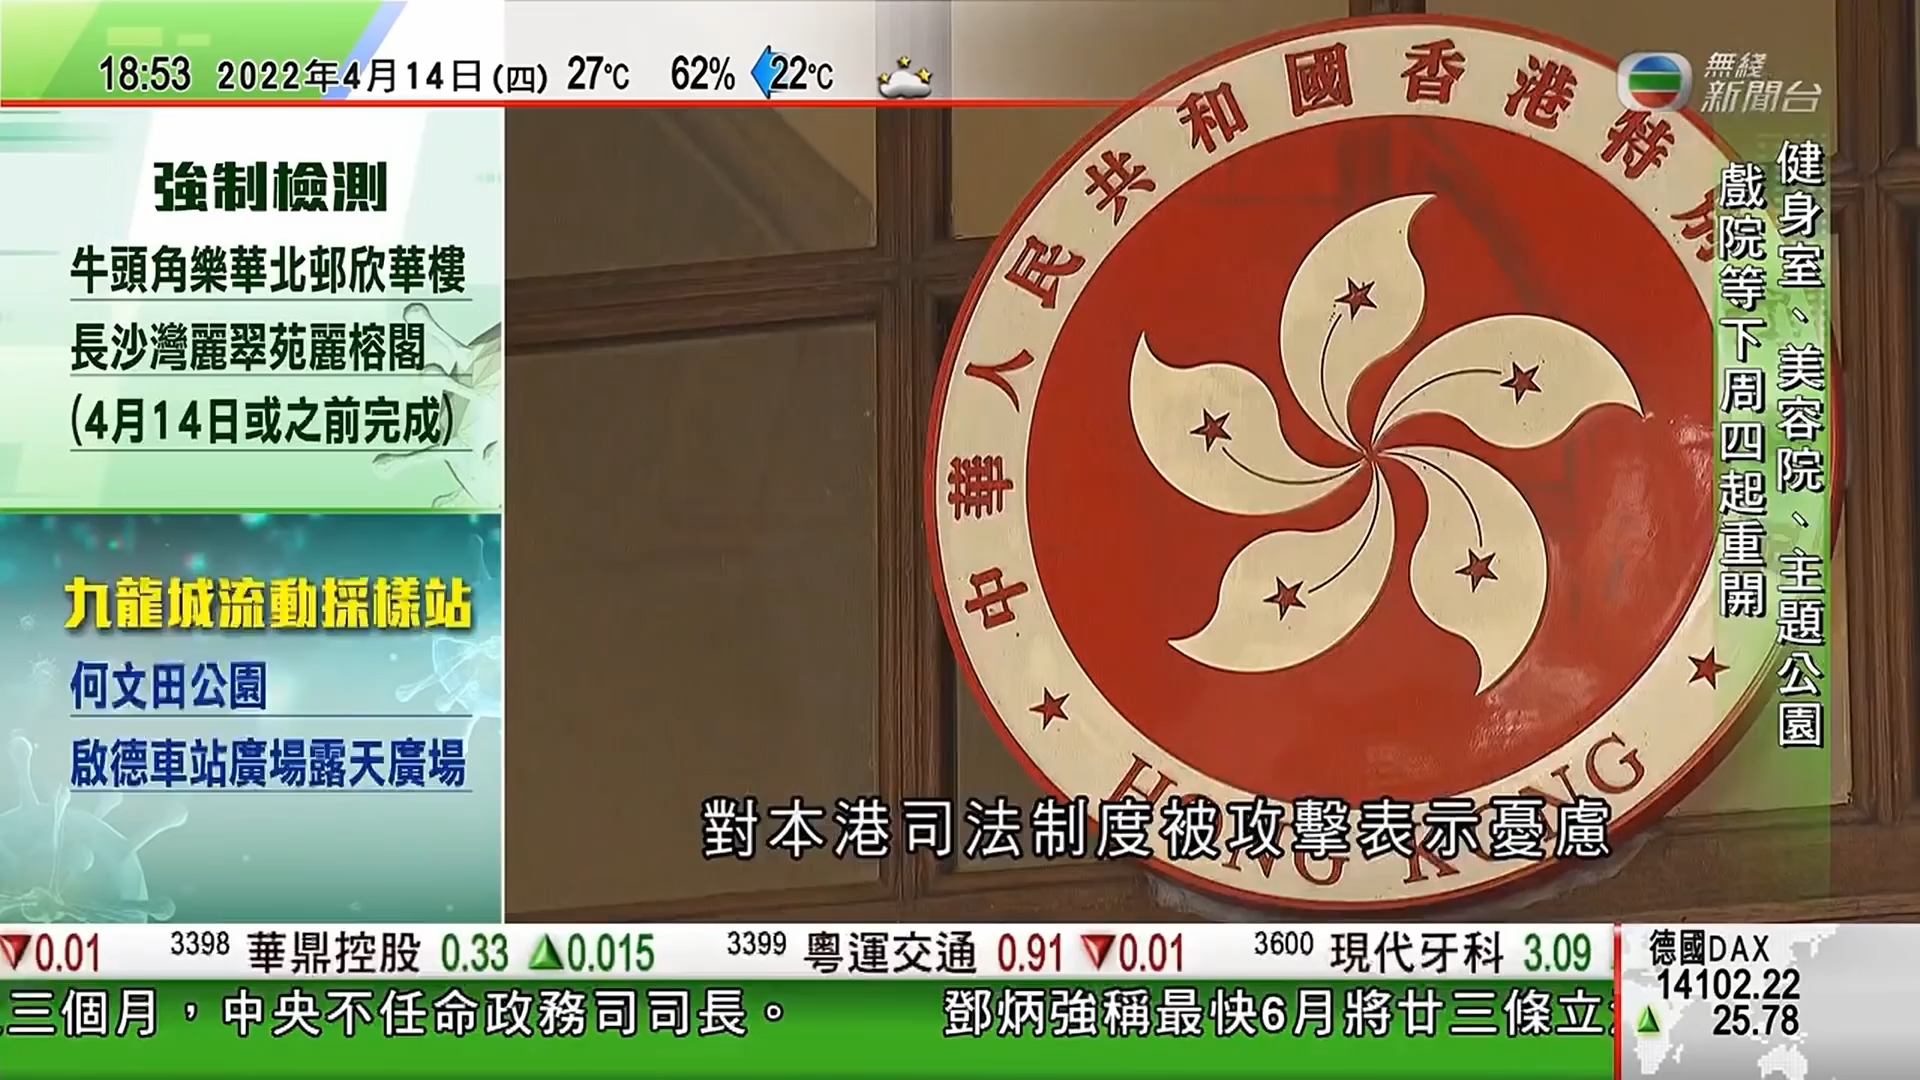 18:53 2022年4月14日(四) 27℃ 62% 22℃
無綫
新聞台
強制檢測
牛頭角樂華北邨欣華樓
長沙灣麗翠苑麗榕閣
(4月14日或之前完成)
九龍城流動採樣站
何文田公園
啟德車站廣場露天廣場
中華人民共和國香港特
HONG KONG
健身室、美容院、主題公園
戲院等下周四起重開
對本港司法制度被攻擊表示憂慮
▼0.01 3398 華鼎控股 0.33 ▲0.015 3399 粵運交通 0.91 ▼0.01 3600 現代牙科 3.09
三個月，中央不任命政務司司長。 鄧炳強稱最快6月將廿三條立
德國DAX
14102.22
▲ 25.78